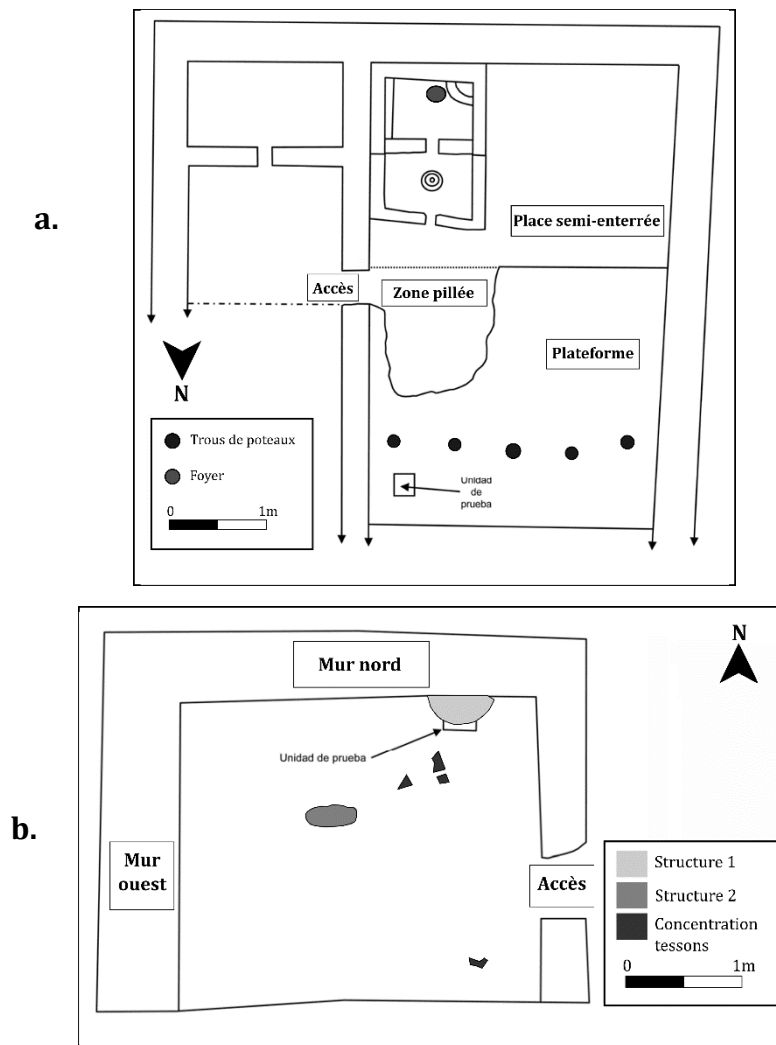 a.
Place semi-enterrée
Accès
Zone pillée
Plateforme
N
Trous de poteaux
Foyer
0
1m
Unidad
de
prueba
b.
N
Mur nord
Unidad de prueba
Mur
ouest
Accès
Structure 1
Structure 2
Concentration
tessons
0
1m